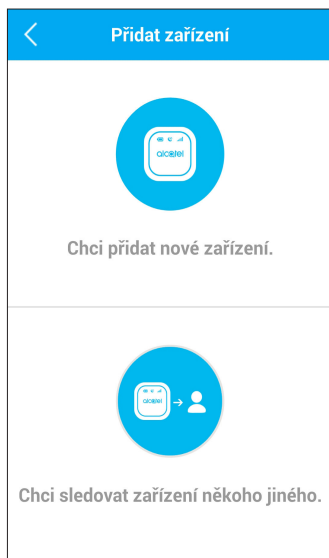 Přidat zařízení
alcatel
Chci přidat nové zařízení.
alcatel
Chci sledovat zařízení někoho jiného.